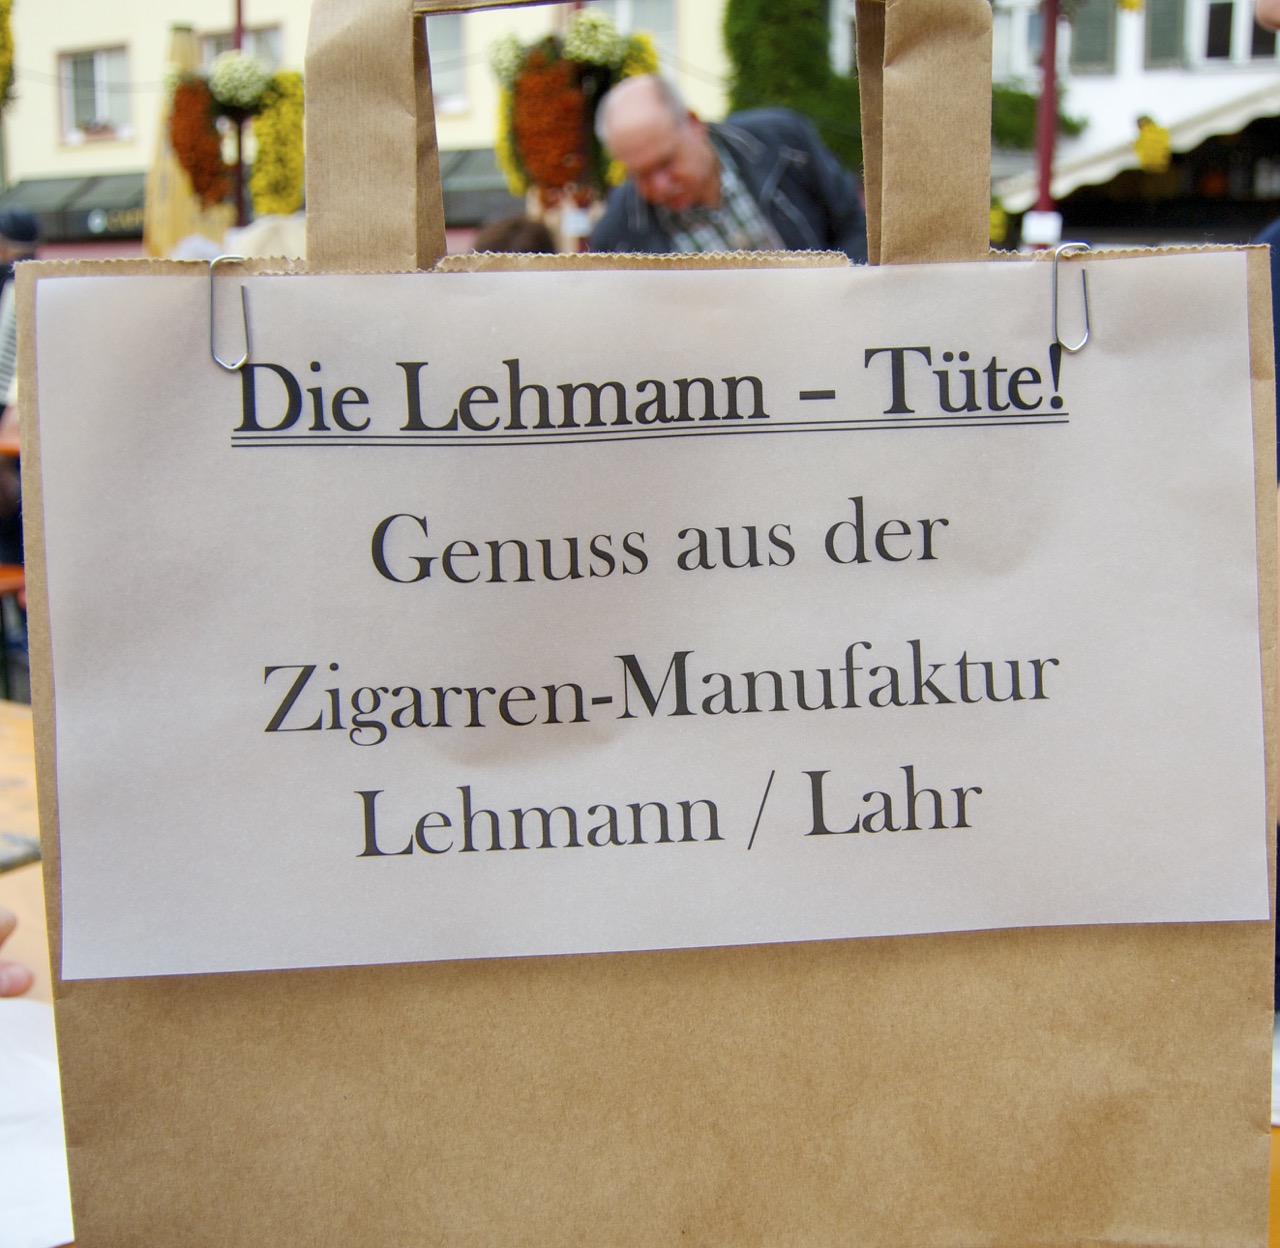 Die Lehmann – Tüte!
Genuss aus der
Zigarren-Manufaktur
Lehmann / Lahr